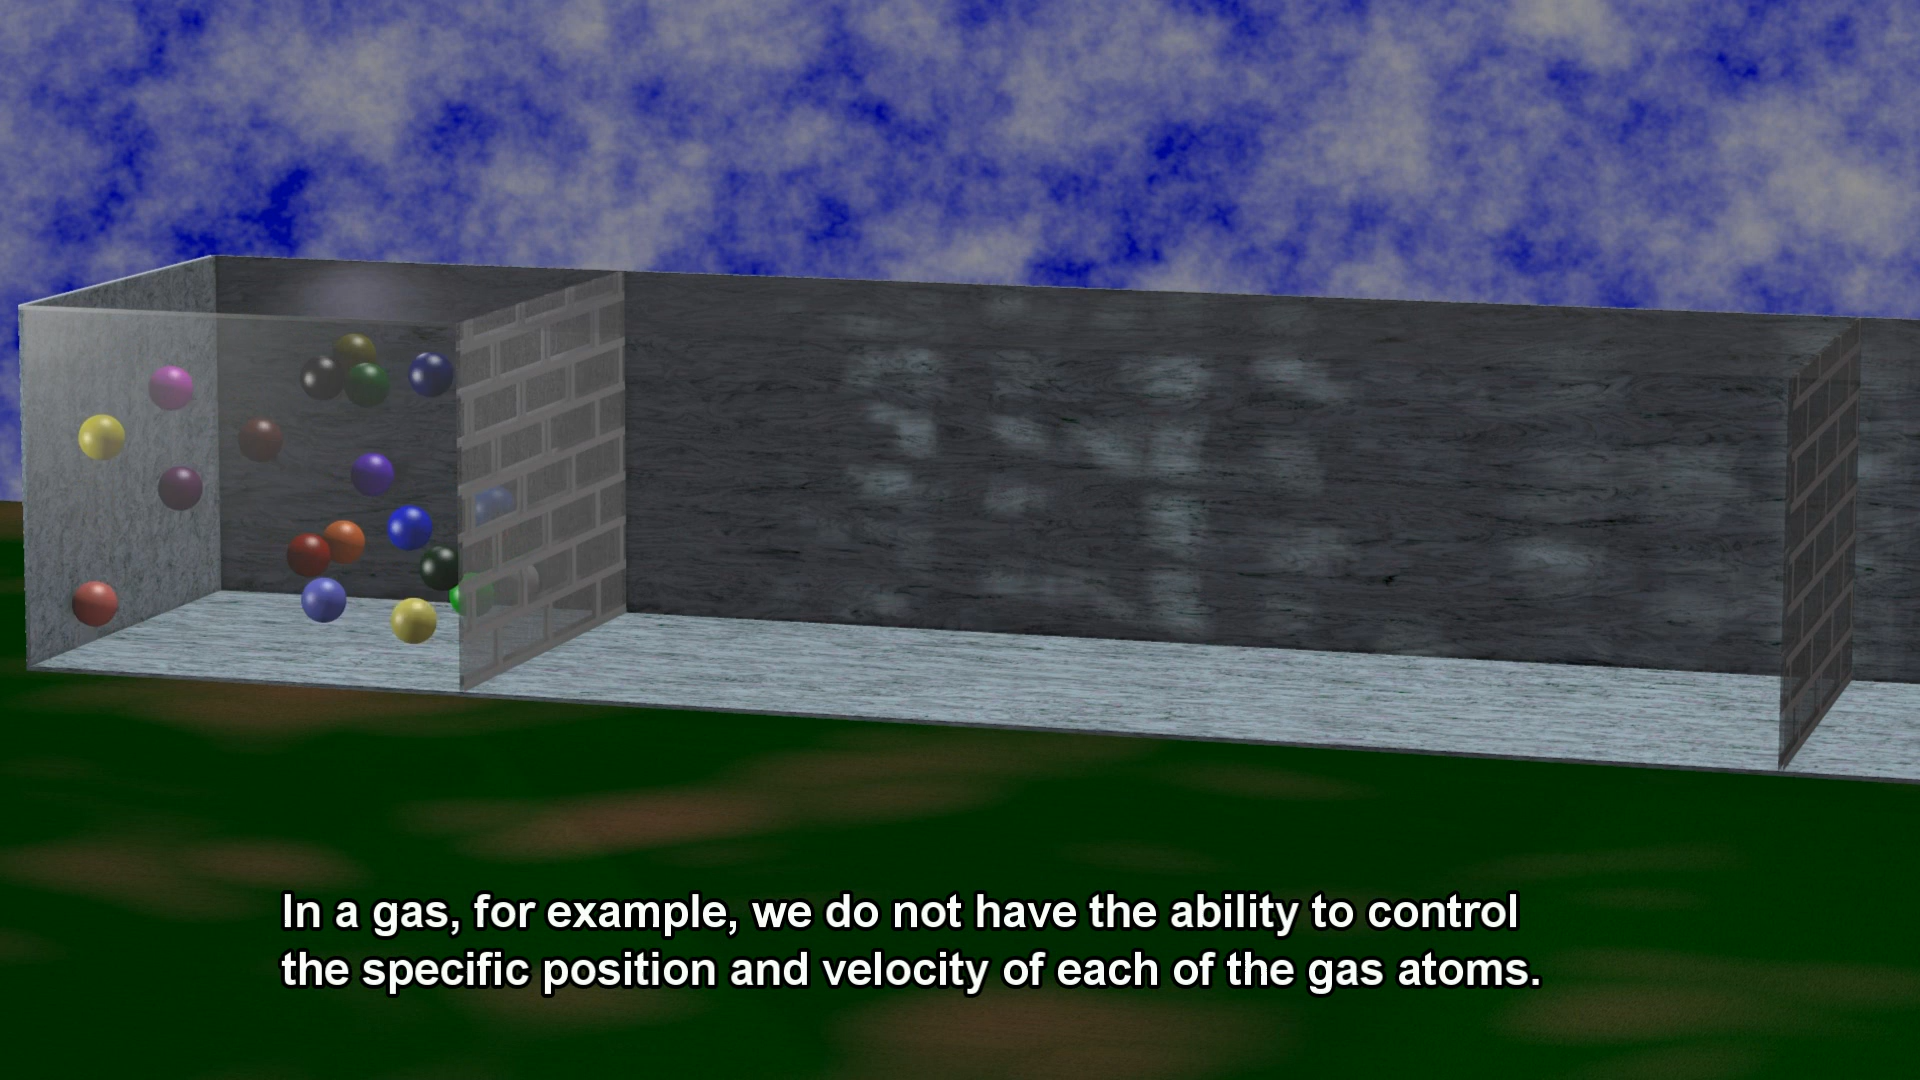 In a gas, for example, we do not have the ability to control
the specific position and velocity of each of the gas atoms.